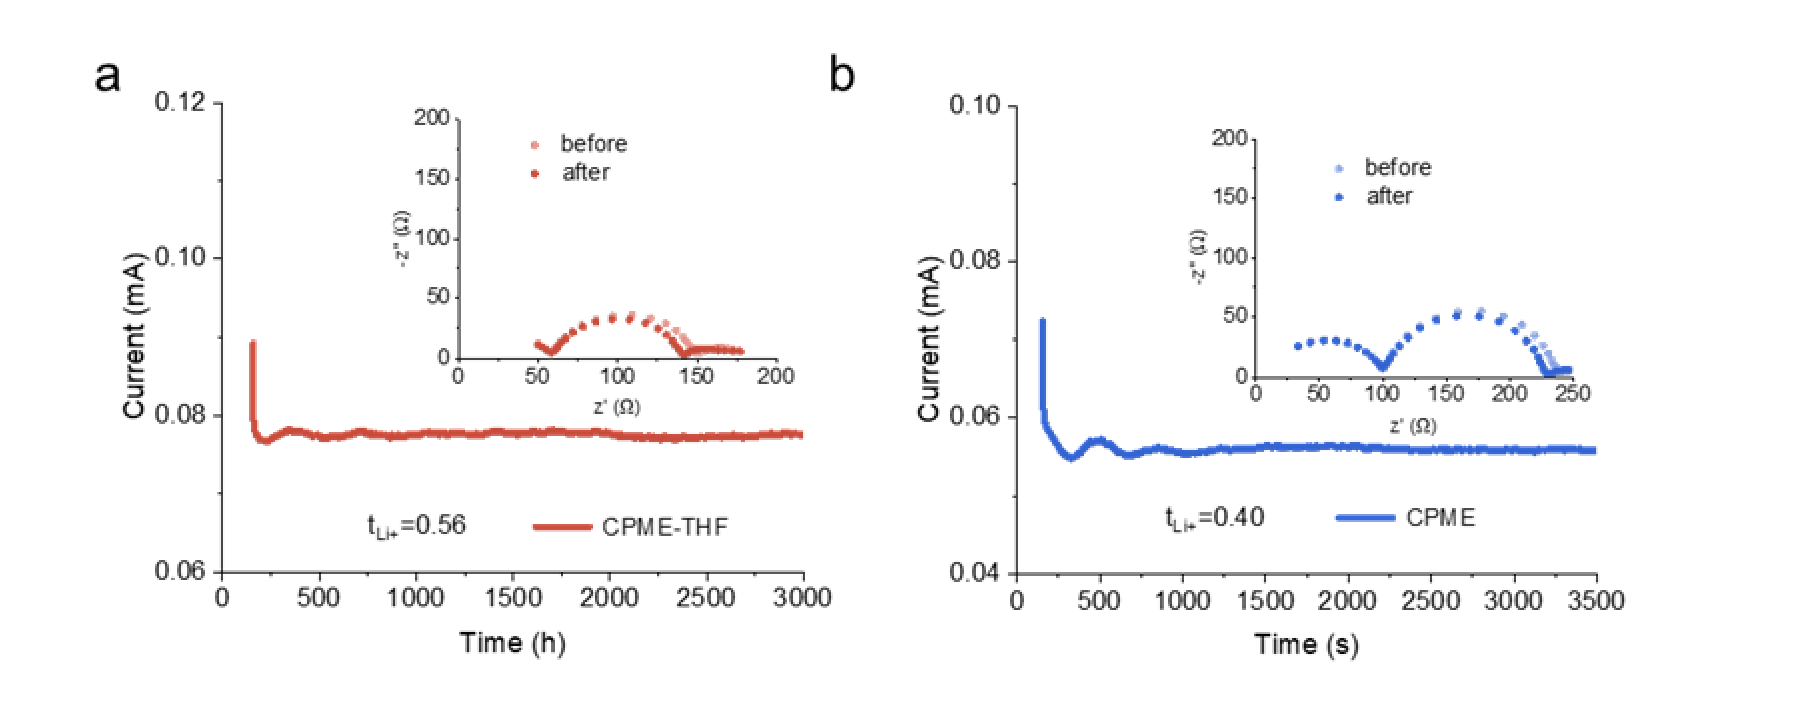 a
0.12
0.10
0.08
0.06
Current (mA)
0
500
1000
1500
2000
2500
3000
Time (h)
tLi+=0.56
CPME-THF
200
150
100
50
0
-z'' (Ω)
before
after
0
50
100
150
200
z' (Ω)
b
0.10
0.08
0.06
0.04
Current (mA)
0
500
1000
1500
2000
2500
3000
3500
Time (s)
tLi+=0.40
CPME
200
150
100
50
0
-z'' (Ω)
before
after
0
50
100
150
200
250
z' (Ω)